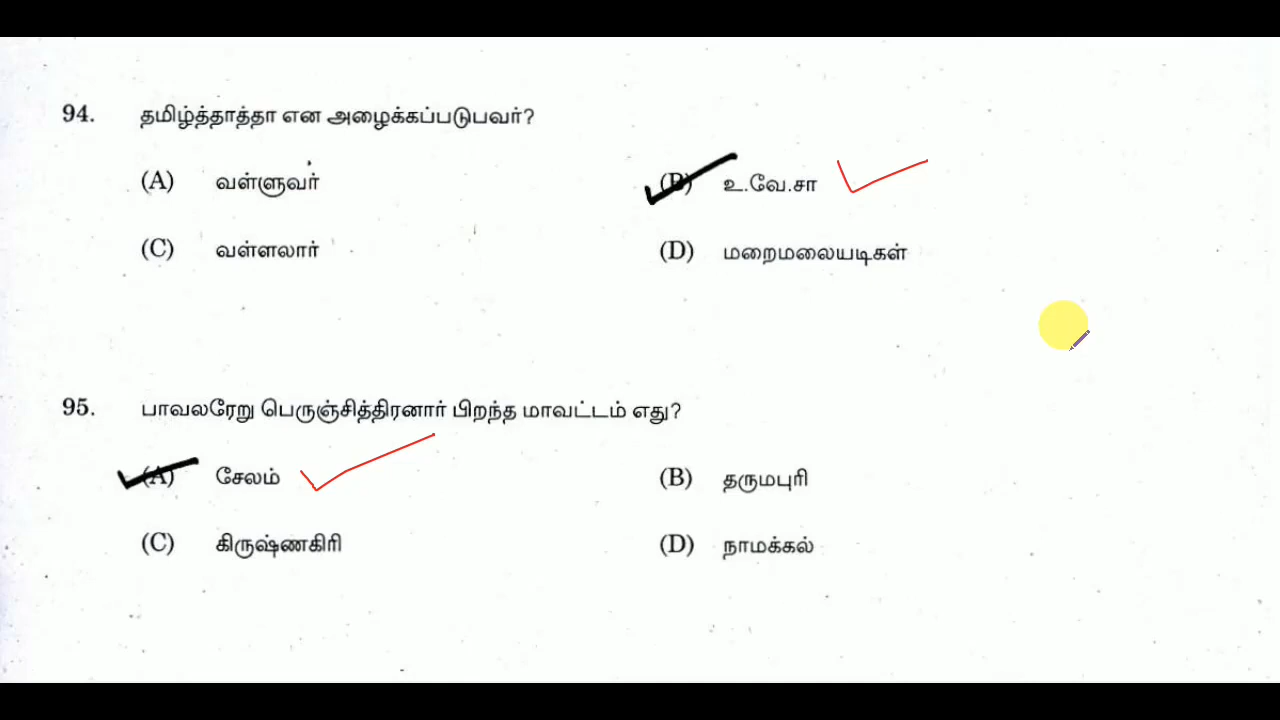 94. தமிழ்த்தாத்தா என அழைக்கப்படுபவர்?
(A) வள்ளுவர் (B) உ.வே.சா
(C) வள்ளலார் (D) மறைமலையடிகள்
95. பாவலரேறு பெருஞ்சித்திரனார் பிறந்த மாவட்டம் எது?
(A) சேலம் (B) தருமபுரி
(C) கிருஷ்ணகிரி (D) நாமக்கல்